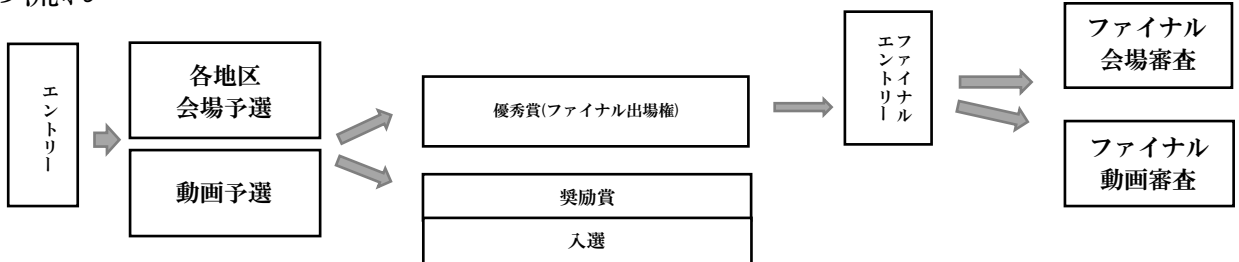 エントリー
各地区
会場予選
動画予選
優秀賞(ファイナル出場権)
奨励賞
入選
ファイナル
エントリー
ファイナル
会場審査
ファイナル
動画審査